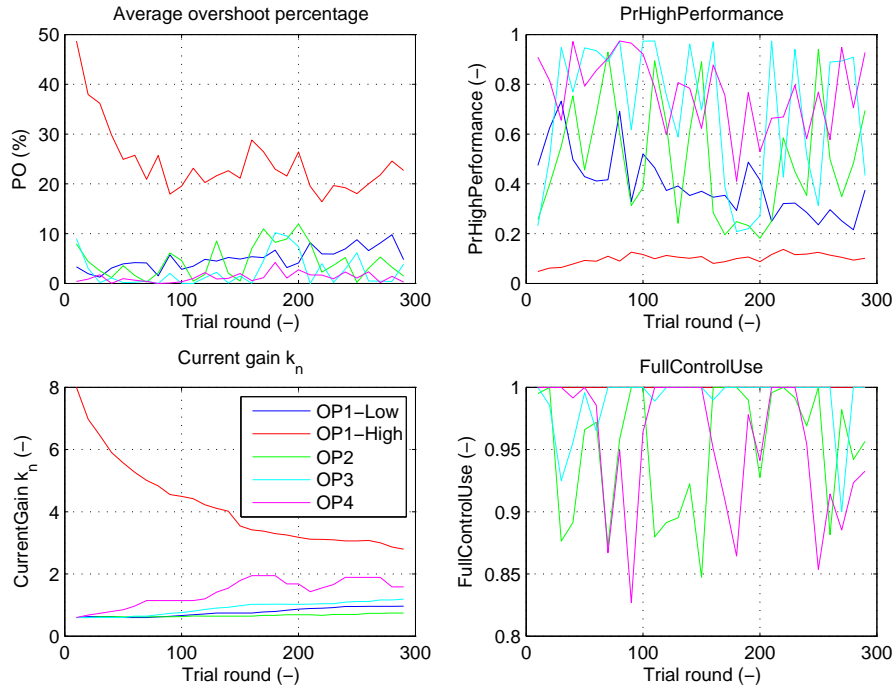 Average overshoot percentage
PO (%)
50
40
30
20
10
0
0
100
200
300
Trial round (−)
PrHighPerformance
PrHighPerformance (−)
1
0.8
0.6
0.4
0.2
0
0
100
200
300
Trial round (−)
Current gain k_n
CurrentGain k_n (−)
8
6
4
2
0
0
100
200
300
Trial round (−)
OP1−Low
OP1−High
OP2
OP3
OP4
FullControlUse
FullControlUse (−)
1
0.95
0.9
0.85
0.8
0
100
200
300
Trial round (−)